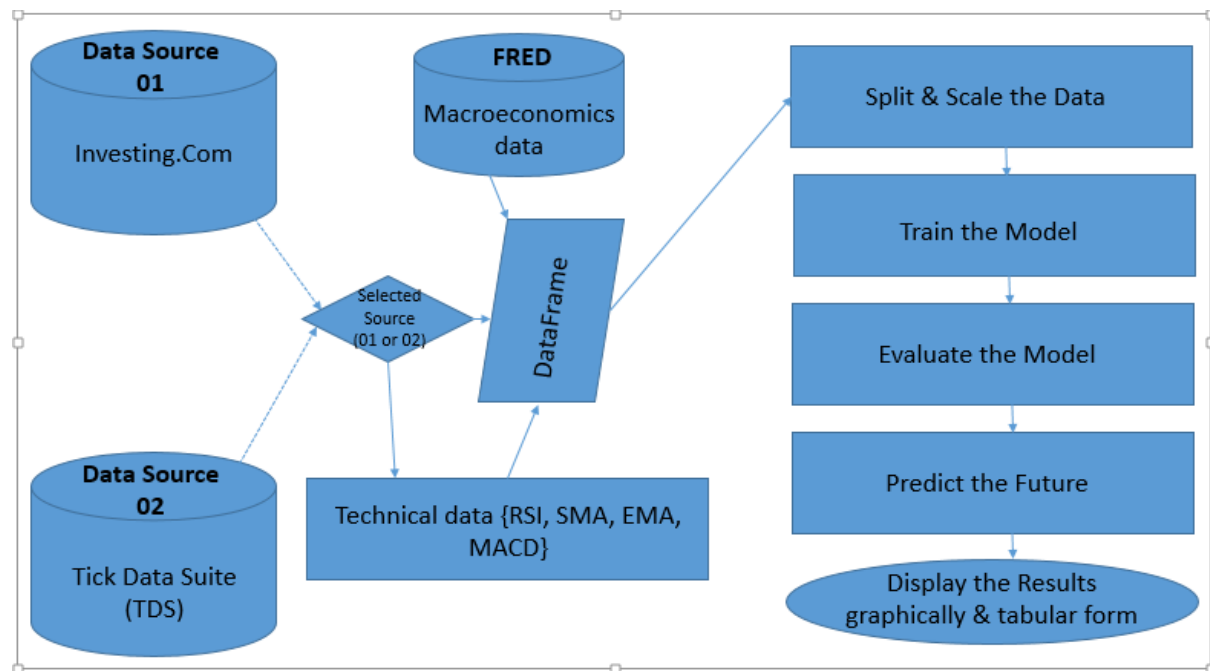 Data Source
01
Investing.Com
FRED
Macroeconomics
data
Selected
Source
(01 or 02)
DataFrame
Data Source
02
Tick Data Suite
(TDS)
Technical data {RSI, SMA, EMA,
MACD}
Split & Scale the Data
Train the Model
Evaluate the Model
Predict the Future
Display the Results
graphically & tabular form